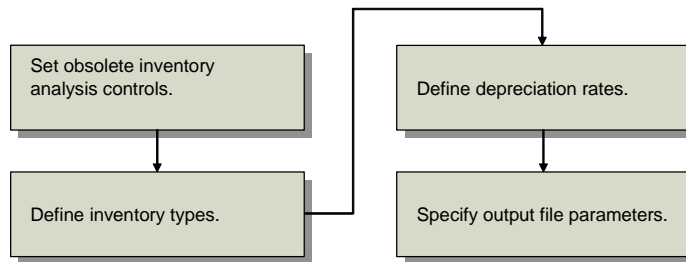 Set obsolete inventory
analysis controls.
Define inventory types.
Define depreciation rates.
Specify output file parameters.